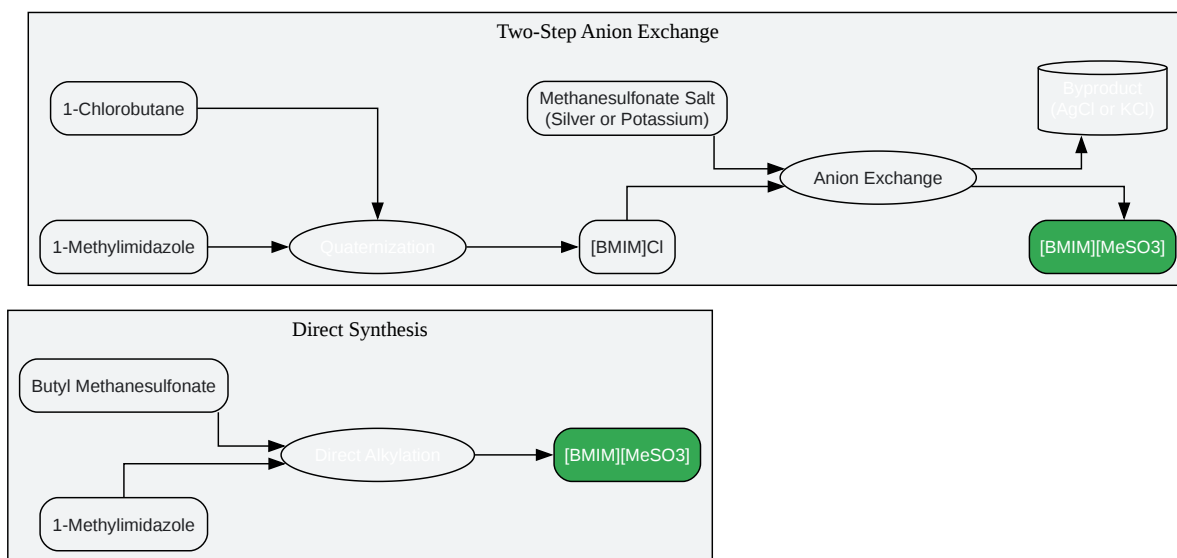 Two-Step Anion Exchange
1-Chlorobutane
Methanesulfonate Salt
(Silver or Potassium)
Byproduct
(AgCl or KCl)
Anion Exchange
1-Methylimidazole
Quaternization
[BMIM]Cl
[BMIM][MeSO3]
Direct Synthesis
Butyl Methanesulfonate
Direct Alkylation
[BMIM][MeSO3]
1-Methylimidazole